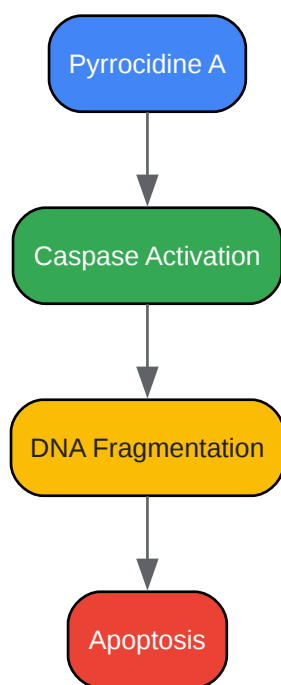 Pyrrocidine A
Caspase Activation
DNA Fragmentation
Apoptosis